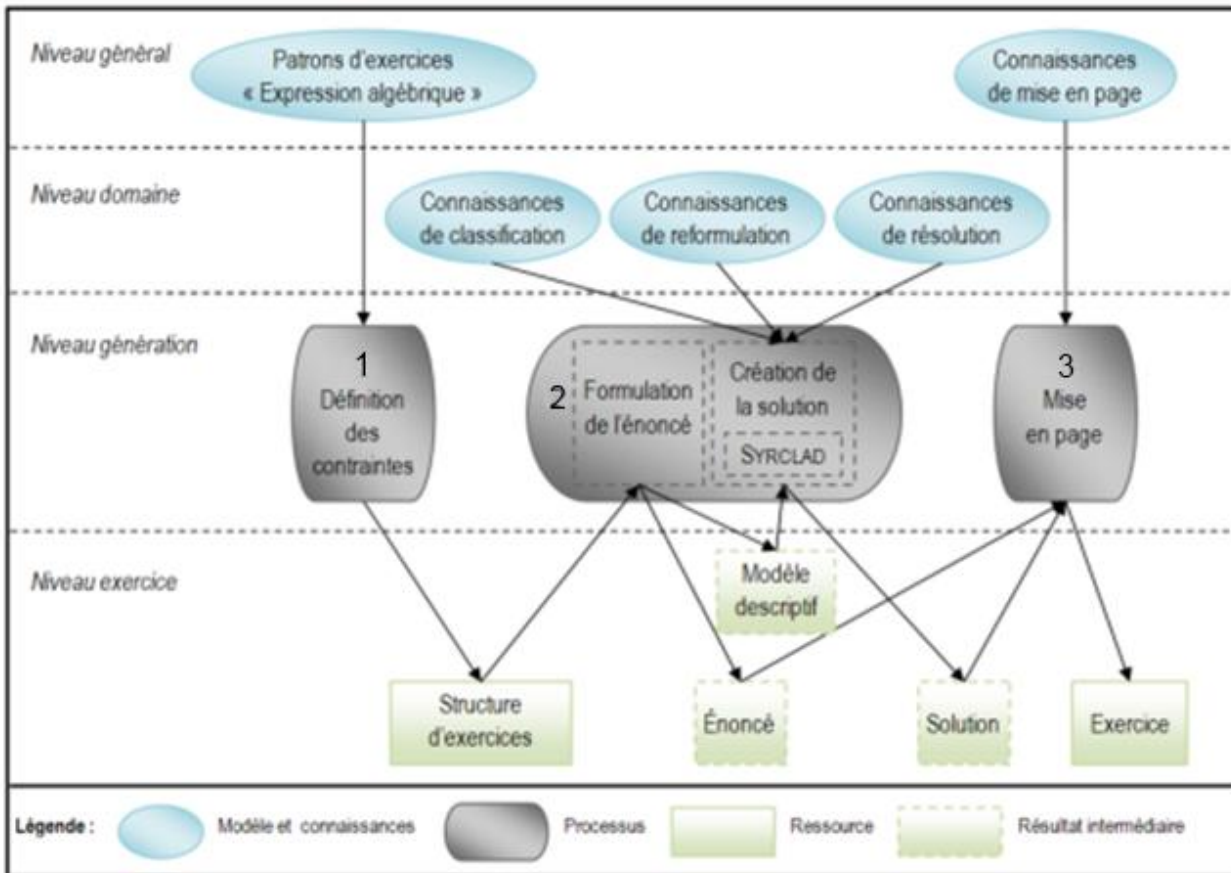 Niveau général
Patrons d'exercices
« Expression algébrique »
Connaissances
de mise en page
Niveau domaine
Connaissances
de classification
Connaissances
de reformulation
Connaissances
de résolution
Niveau génération
1
Définition
des
contraintes
2
Formulation
de l'énoncé
Création de
la solution
SYRCLAD
3
Mise
en page
Niveau exercice
Modèle
descriptif
Structure
d'exercices
Énoncé
Solution
Exercice
Légende :
Modèle et connaissances
Processus
Ressource
Résultat intermédiaire